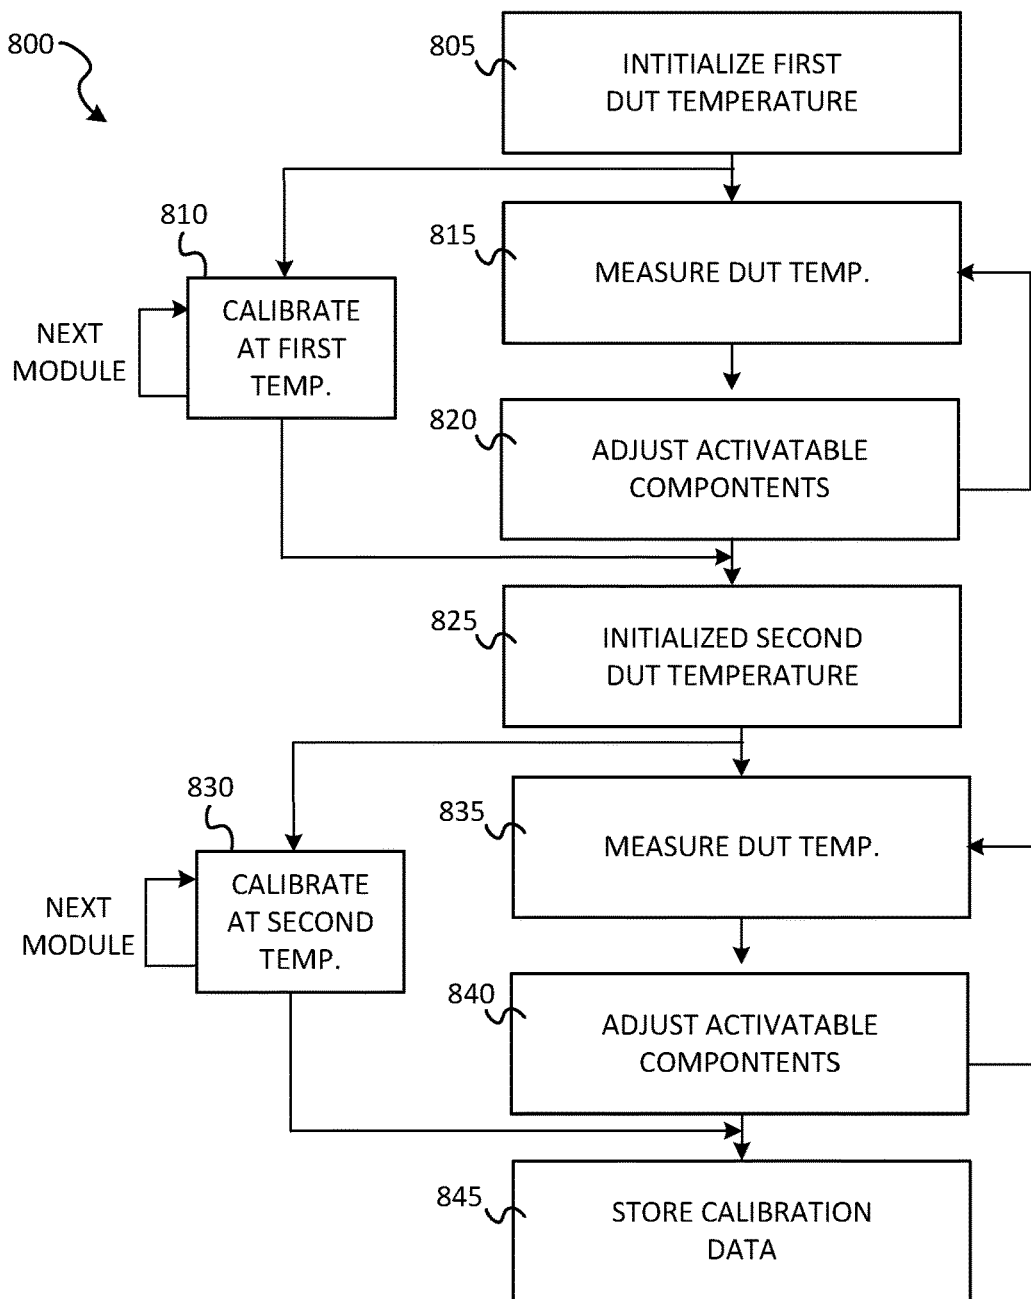 800
805
INTITIALIZE FIRST
DUT TEMPERATURE
810
CALIBRATE
AT FIRST
TEMP.
NEXT
MODULE
815
MEASURE DUT TEMP.
820
ADJUST ACTIVATABLE
COMPONTENTS
825
INITIALIZED SECOND
DUT TEMPERATURE
830
CALIBRATE
AT SECOND
TEMP.
NEXT
MODULE
835
MEASURE DUT TEMP.
840
ADJUST ACTIVATABLE
COMPONTENTS
845
STORE CALIBRATION
DATA